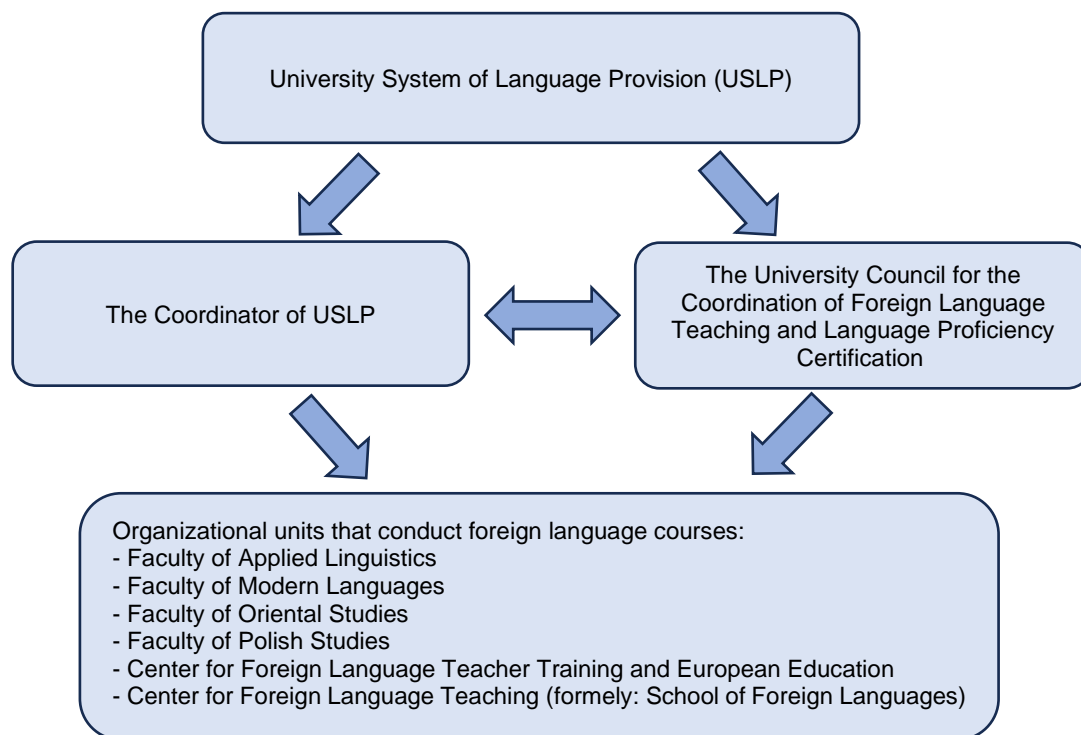 University System of Language Provision (USLP)
The Coordinator of USLP
The University Council for the
Coordination of Foreign Language
Teaching and Language Proficiency
Certification
Organizational units that conduct foreign language courses:
- Faculty of Applied Linguistics
- Faculty of Modern Languages
- Faculty of Oriental Studies
- Faculty of Polish Studies
- Center for Foreign Language Teacher Training and European Education
- Center for Foreign Language Teaching (formely: School of Foreign Languages)